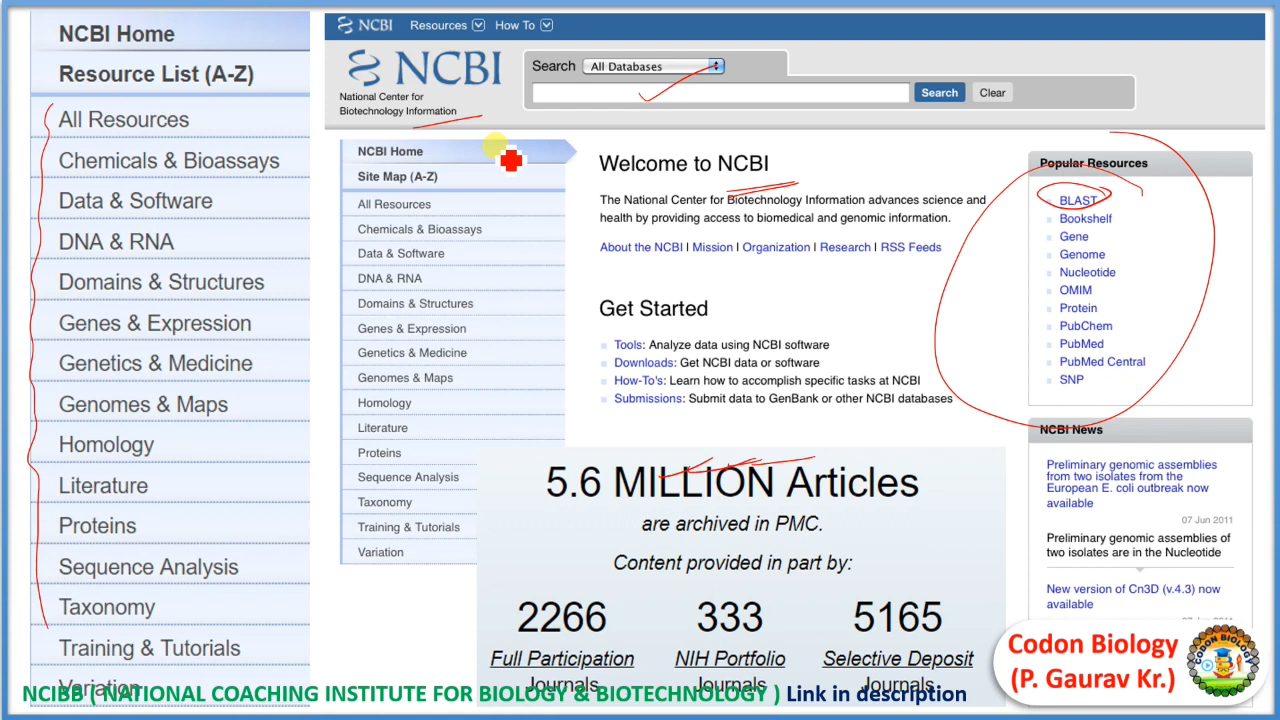 NCBI Home
Resource List (A-Z)
All Resources
Chemicals & Bioassays
Data & Software
DNA & RNA
Domains & Structures
Genes & Expression
Genetics & Medicine
Genomes & Maps
Homology
Literature
Proteins
Sequence Analysis
Taxonomy
Training & Tutorials
Variation
NCBI Resources How To
NCBI
National Center for
Biotechnology Information
Search All Databases
Search Clear
NCBI Home
Site Map (A-Z)
All Resources
Chemicals & Bioassays
Data & Software
DNA & RNA
Domains & Structures
Genes & Expression
Genetics & Medicine
Genomes & Maps
Homology
Literature
Proteins
Sequence Analysis
Taxonomy
Training & Tutorials
Variation
Welcome to NCBI
The National Center for Biotechnology Information advances science and
health by providing access to biomedical and genomic information.
About the NCBI | Mission | Organization | Research | RSS Feeds
Get Started
Tools: Analyze data using NCBI software
Downloads: Get NCBI data or software
How-To's: Learn how to accomplish specific tasks at NCBI
Submissions: Submit data to GenBank or other NCBI databases
5.6 MILLION Articles
are archived in PMC.
Content provided in part by:
2266 333 5165
Full Participation NIH Portfolio Selective Deposit
Journals Journals Journals
Popular Resources
BLAST
Bookshelf
Gene
Genome
Nucleotide
OMIM
Protein
PubChem
PubMed
PubMed Central
SNP
NCBI News
Preliminary genomic assemblies
from two isolates from the
European E. coli outbreak now
available
07 Jun 2011
Preliminary genomic assemblies of
two isolates are in the Nucleotide
New version of Cn3D (v.4.3) now
available
Codon Biology
(P. Gaurav Kr.)
CODON BIOLOGY
NCIBB ( NATIONAL COACHING INSTITUTE FOR BIOLOGY & BIOTECHNOLOGY ) Link in description